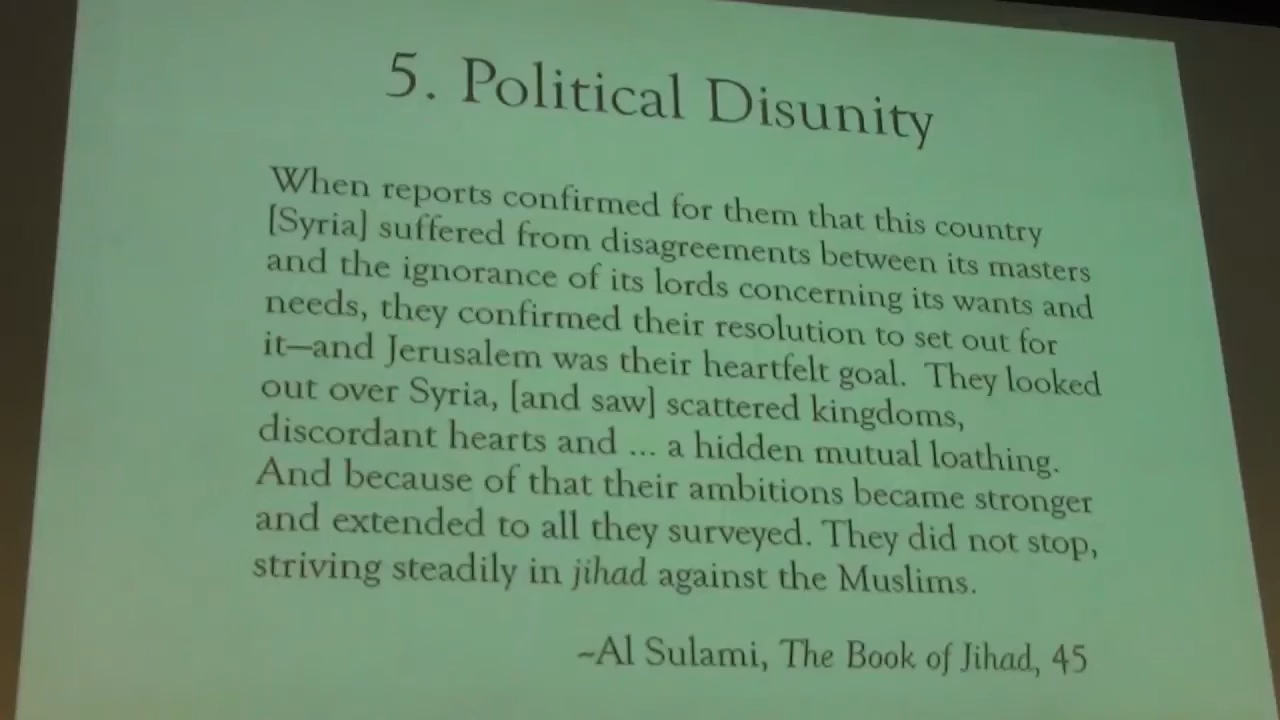 5. Political Disunity
When reports confirmed for them that this country
[Syria] suffered from disagreements between its masters
and the ignorance of its lords concerning its wants and
needs, they confirmed their resolution to set out for
it—and Jerusalem was their heartfelt goal.  They looked
out over Syria, [and saw] scattered kingdoms,
discordant hearts and ... a hidden mutual loathing.
And because of that their ambitions became stronger
and extended to all they surveyed. They did not stop,
striving steadily in jihad against the Muslims.
~Al Sulami, The Book of Jihad, 45